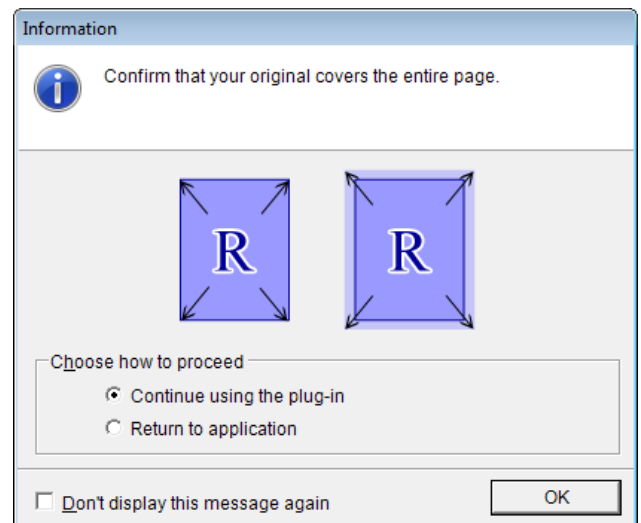 Information
Confirm that your original covers the entire page.
R R
Choose how to proceed
Continue using the plug-in
Return to application
Don't display this message again
OK